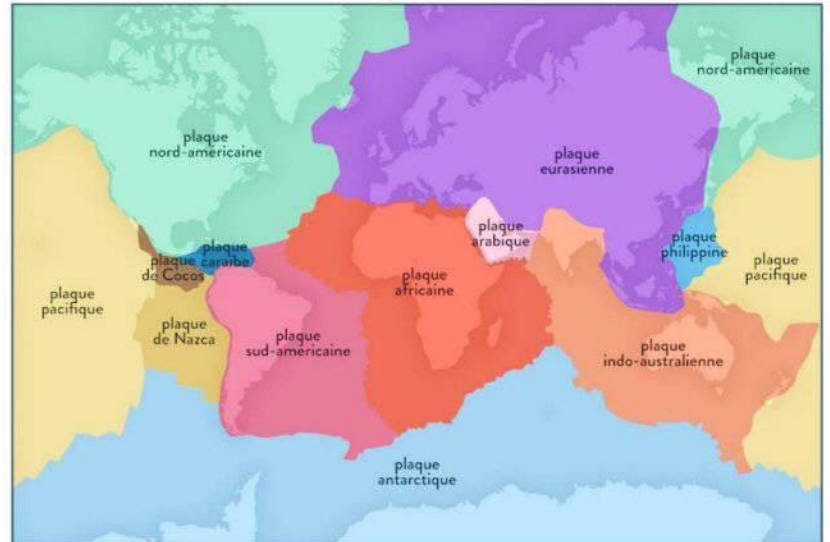 plaque
nord-américaine
plaque
nord-américaine
plaque
eurasienne
plaque
caraïbe
plaque
de Cocos
plaque
arabique
plaque
philippine
plaque
pacifique
plaque
africaine
plaque
pacifique
plaque
de Nazca
plaque
sud-américaine
plaque
indo-australienne
plaque
antarctique